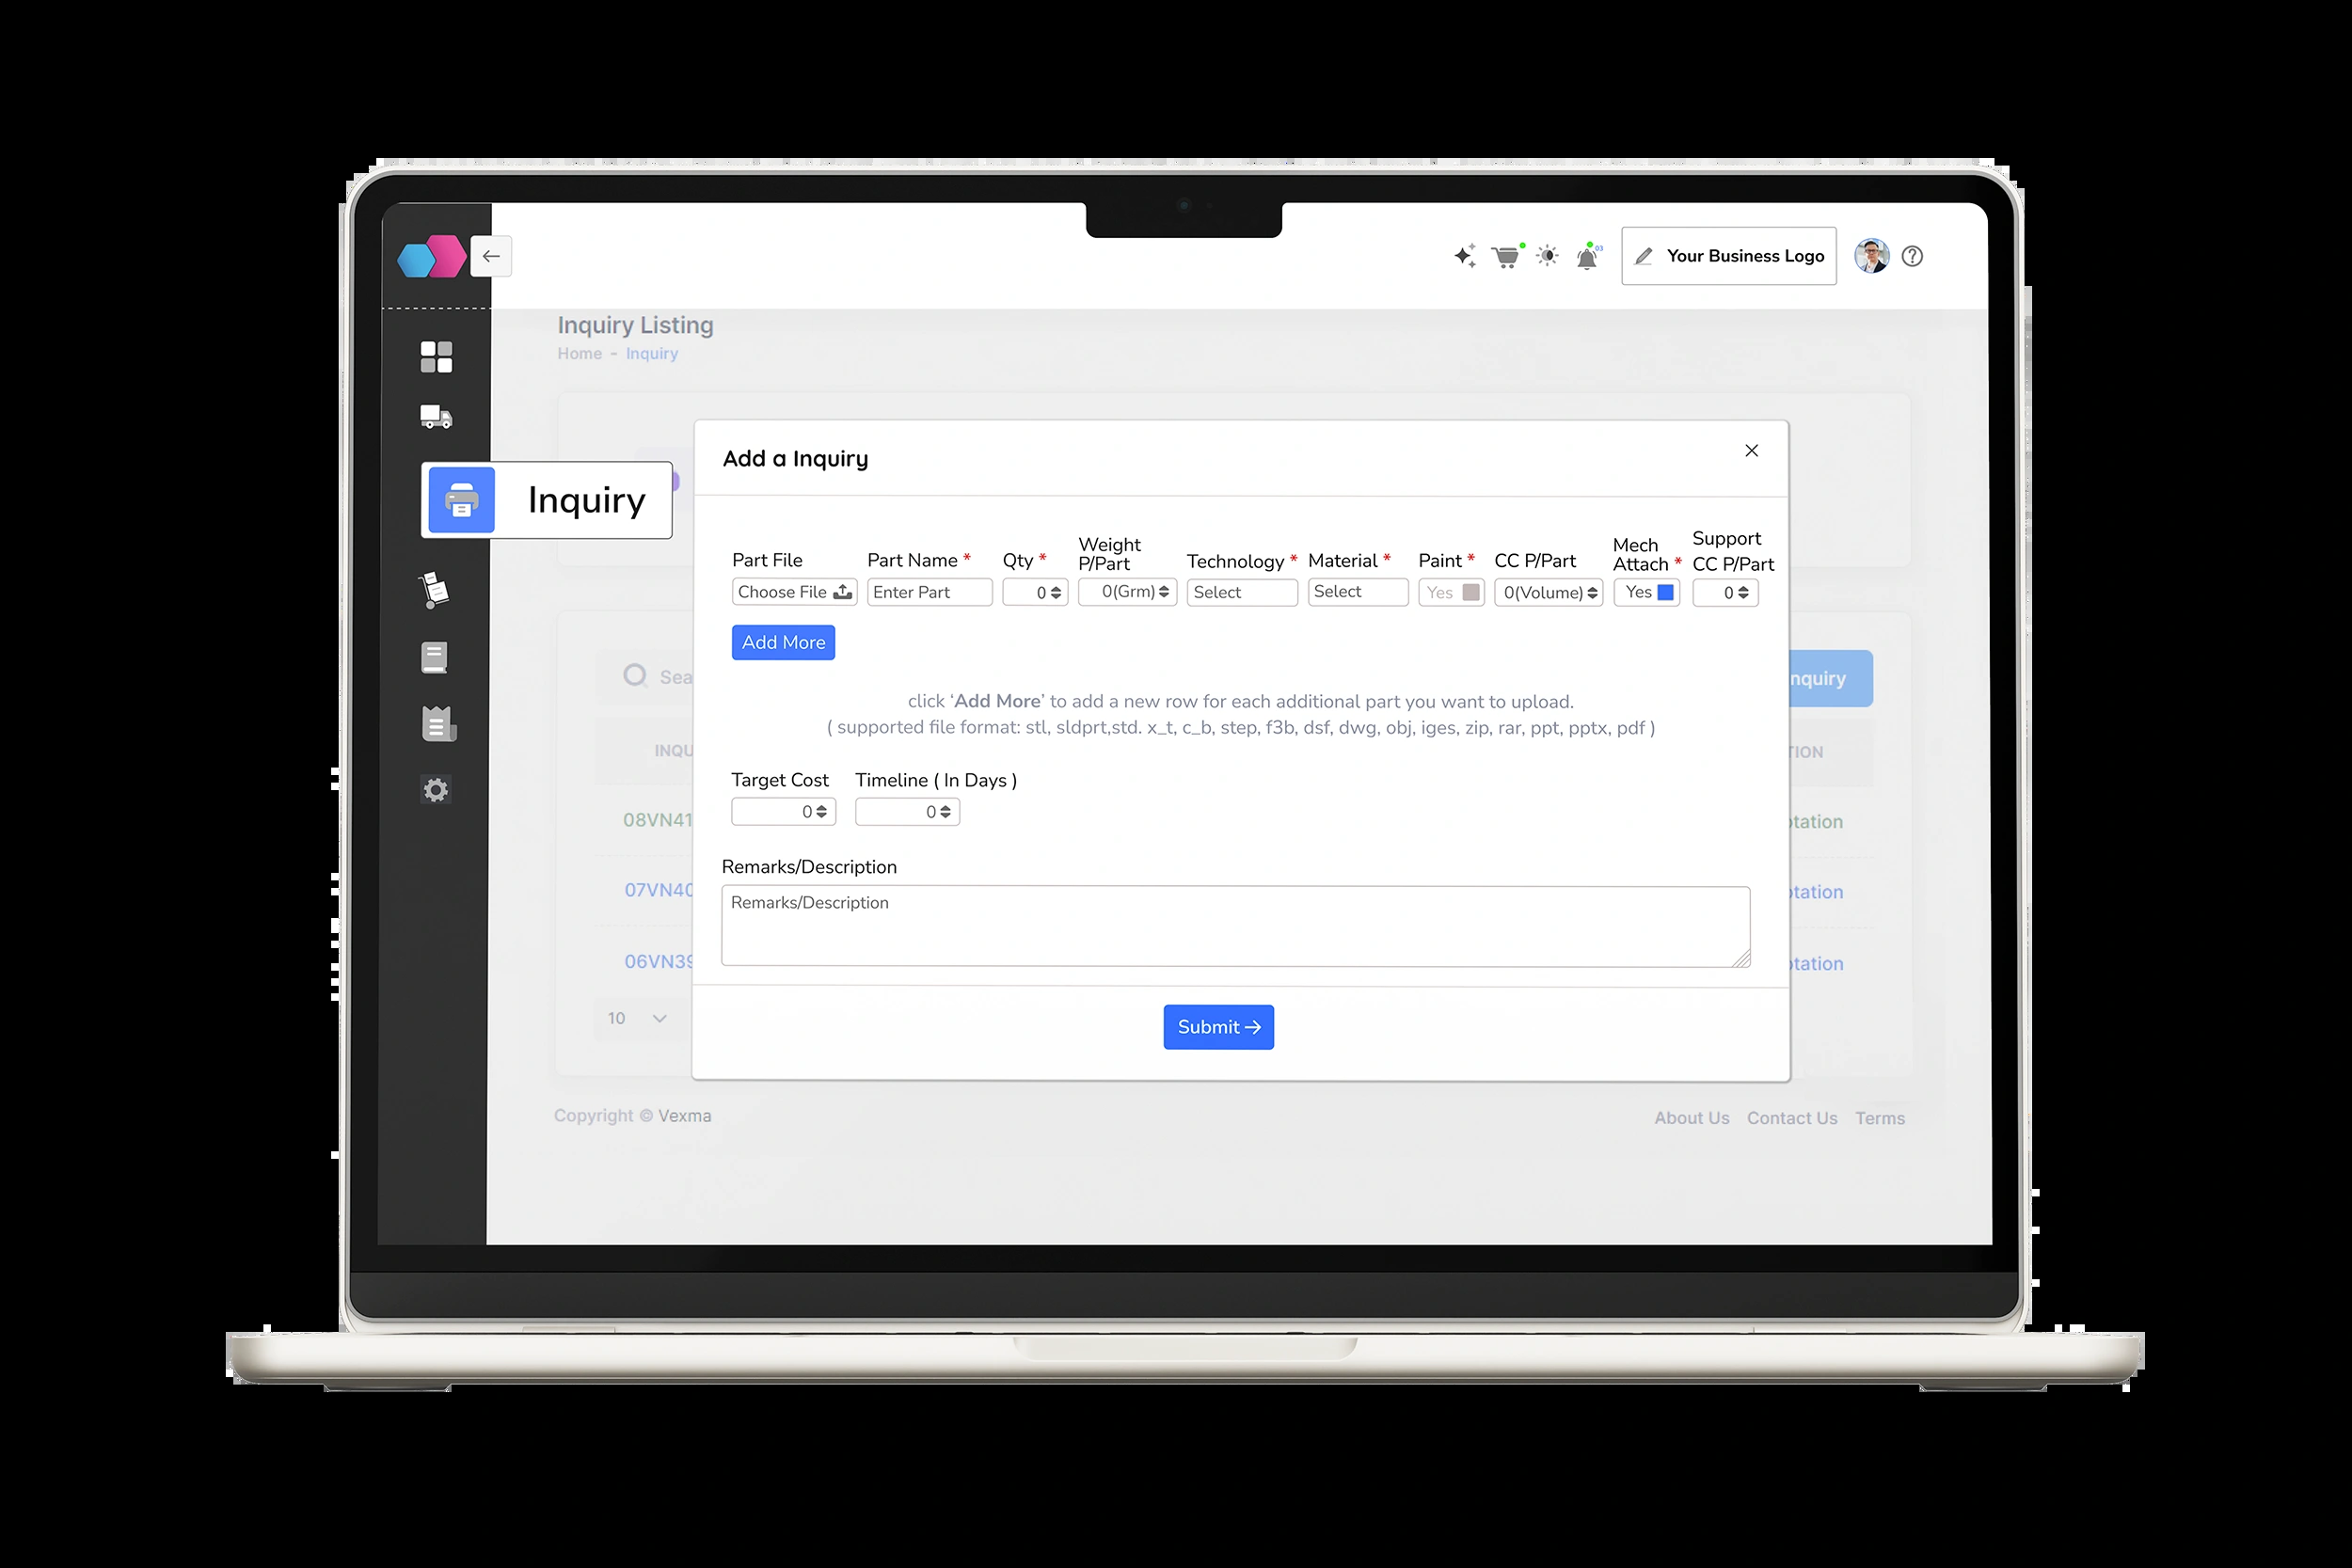 03
Your Business Logo
Inquiry Listing
Home - Inquiry
Inquiry
Add a Inquiry
Part File
Part Name *
Qty *
Weight
P/Part
Technology *
Material *
Paint *
CC P/Part
Mech
Attach *
Support
CC P/Part
Choose File
Enter Part
0
0(Grm)
Select
Select
Yes
0(Volume)
Yes
0
Add More
Sea
nquiry
click ‘Add More’ to add a new row for each additional part you want to upload.
( supported file format: stl, sldprt,std. x_t, c_b, step, f3b, dsf, dwg, obj, iges, zip, rar, ppt, pptx, pdf )
INQU
TION
Target Cost
Timeline ( In Days )
0
0
08VN41
tation
Remarks/Description
Remarks/Description
07VN40
tation
06VN39
tation
10
Submit
Copyright © Vexma
About Us
Contact Us
Terms